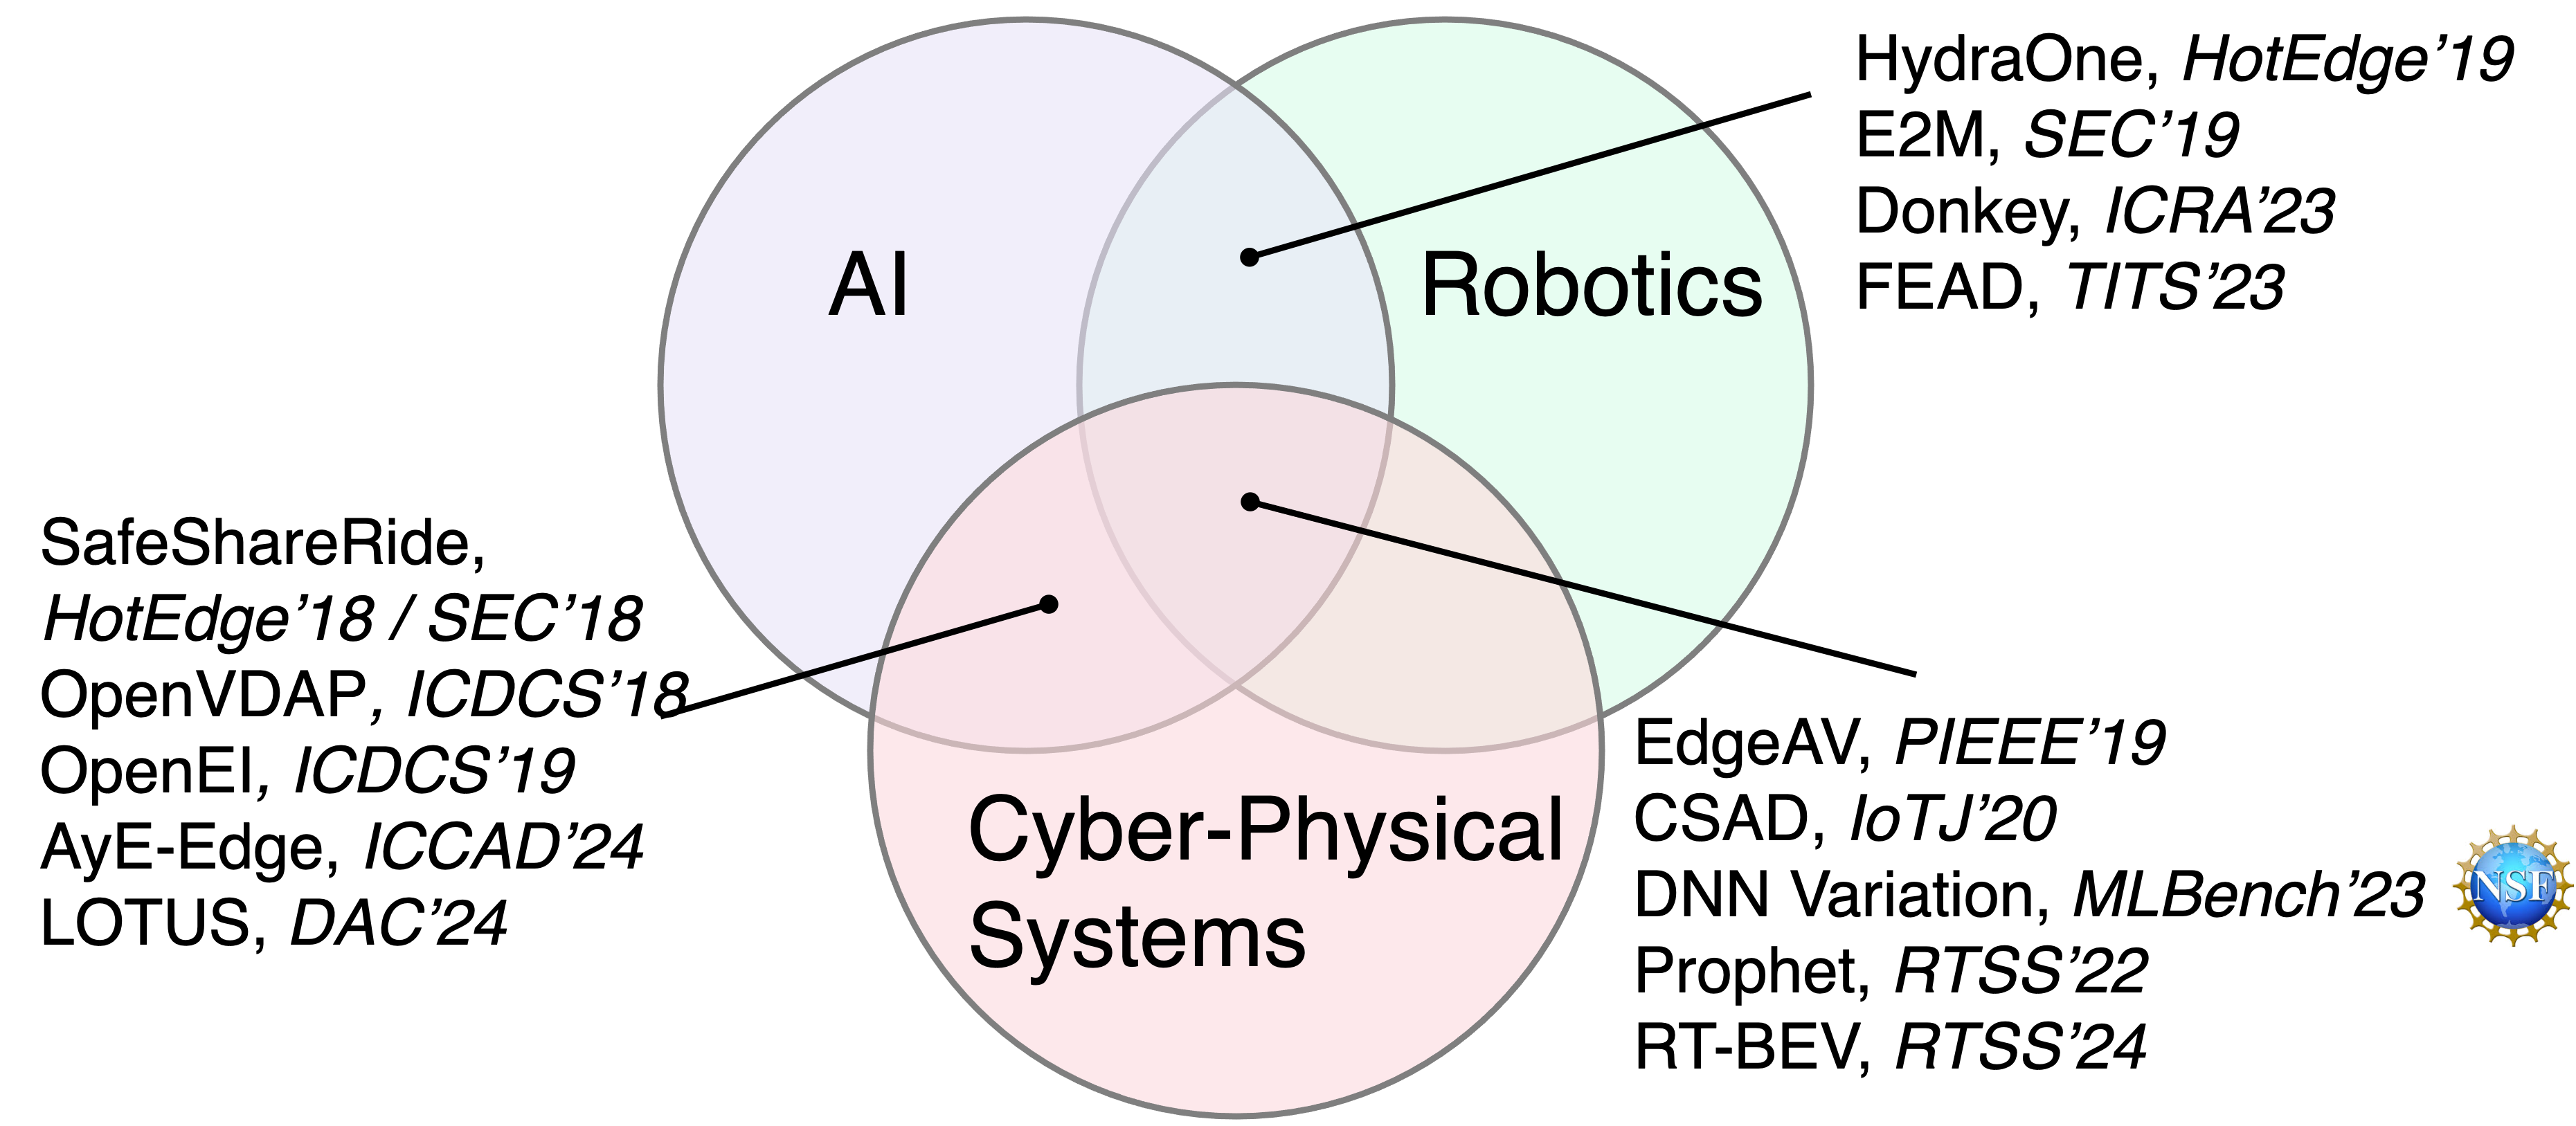 AI
Robotics
Cyber-Physical
Systems
HydraOne, HotEdge’19
E2M, SEC’19
Donkey, ICRA’23
FEAD, TITS’23
SafeShareRide,
HotEdge’18 / SEC’18
OpenVDAP, ICDCS’18
OpenEI, ICDCS’19
AyE-Edge, ICCAD’24
LOTUS, DAC’24
EdgeAV, PIEEE’19
CSAD, IoTJ’20
DNN Variation, MLBench’23
Prophet, RTSS’22
RT-BEV, RTSS’24
NSF